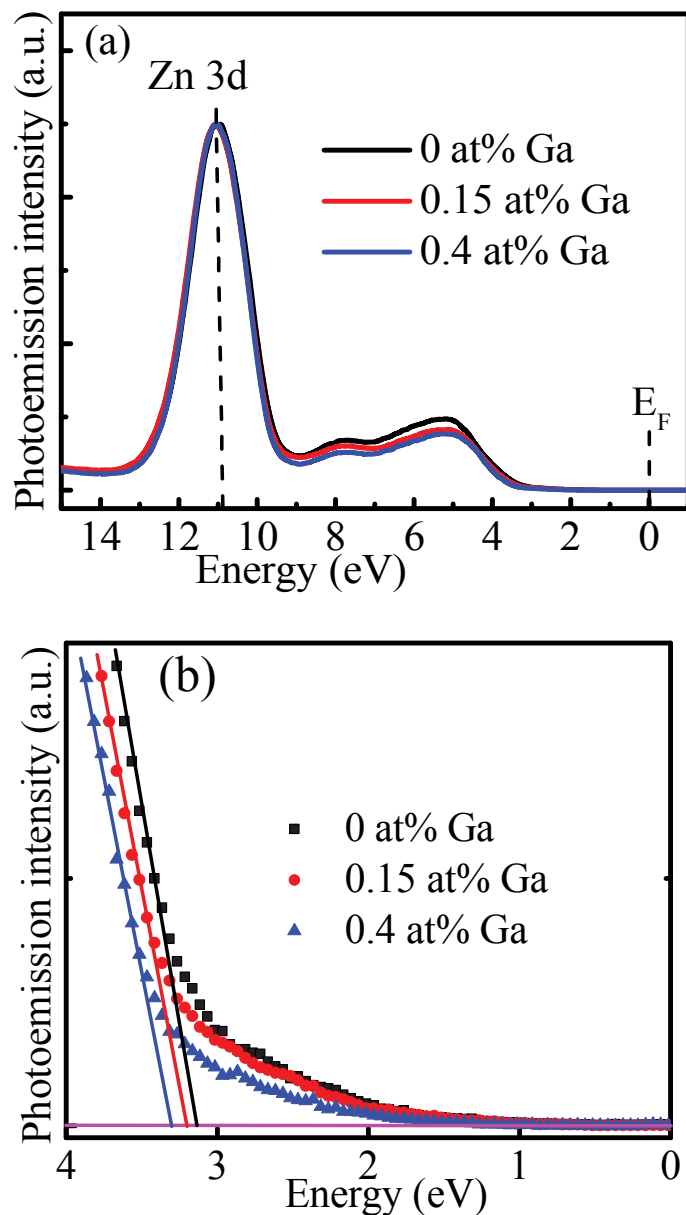 (a)
Zn 3d
0 at% Ga
0.15 at% Ga
0.4 at% Ga
E_F
Photoemission intensity (a.u.)
14 12 10 8 6 4 2 0
Energy (eV)
(b)
0 at% Ga
0.15 at% Ga
0.4 at% Ga
Photoemission intensity (a.u.)
4 3 2 1 0
Energy (eV)